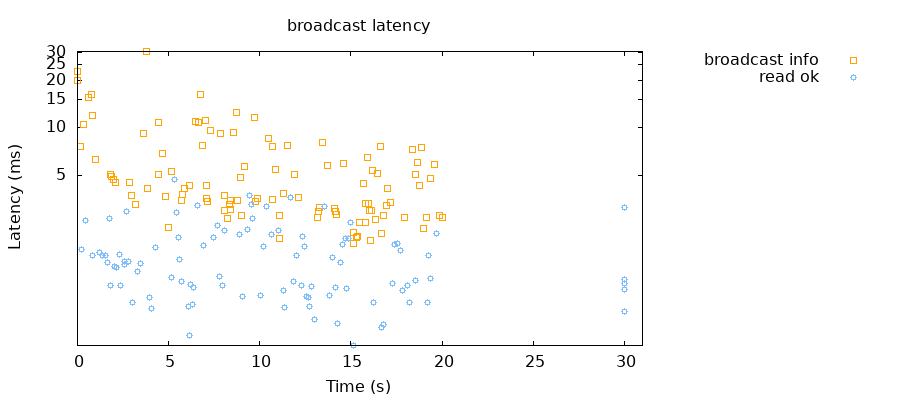 broadcast latency
broadcast info
read ok
30
25
20
15
10
5
Latency (ms)
0 5 10 15 20 25 30
Time (s)